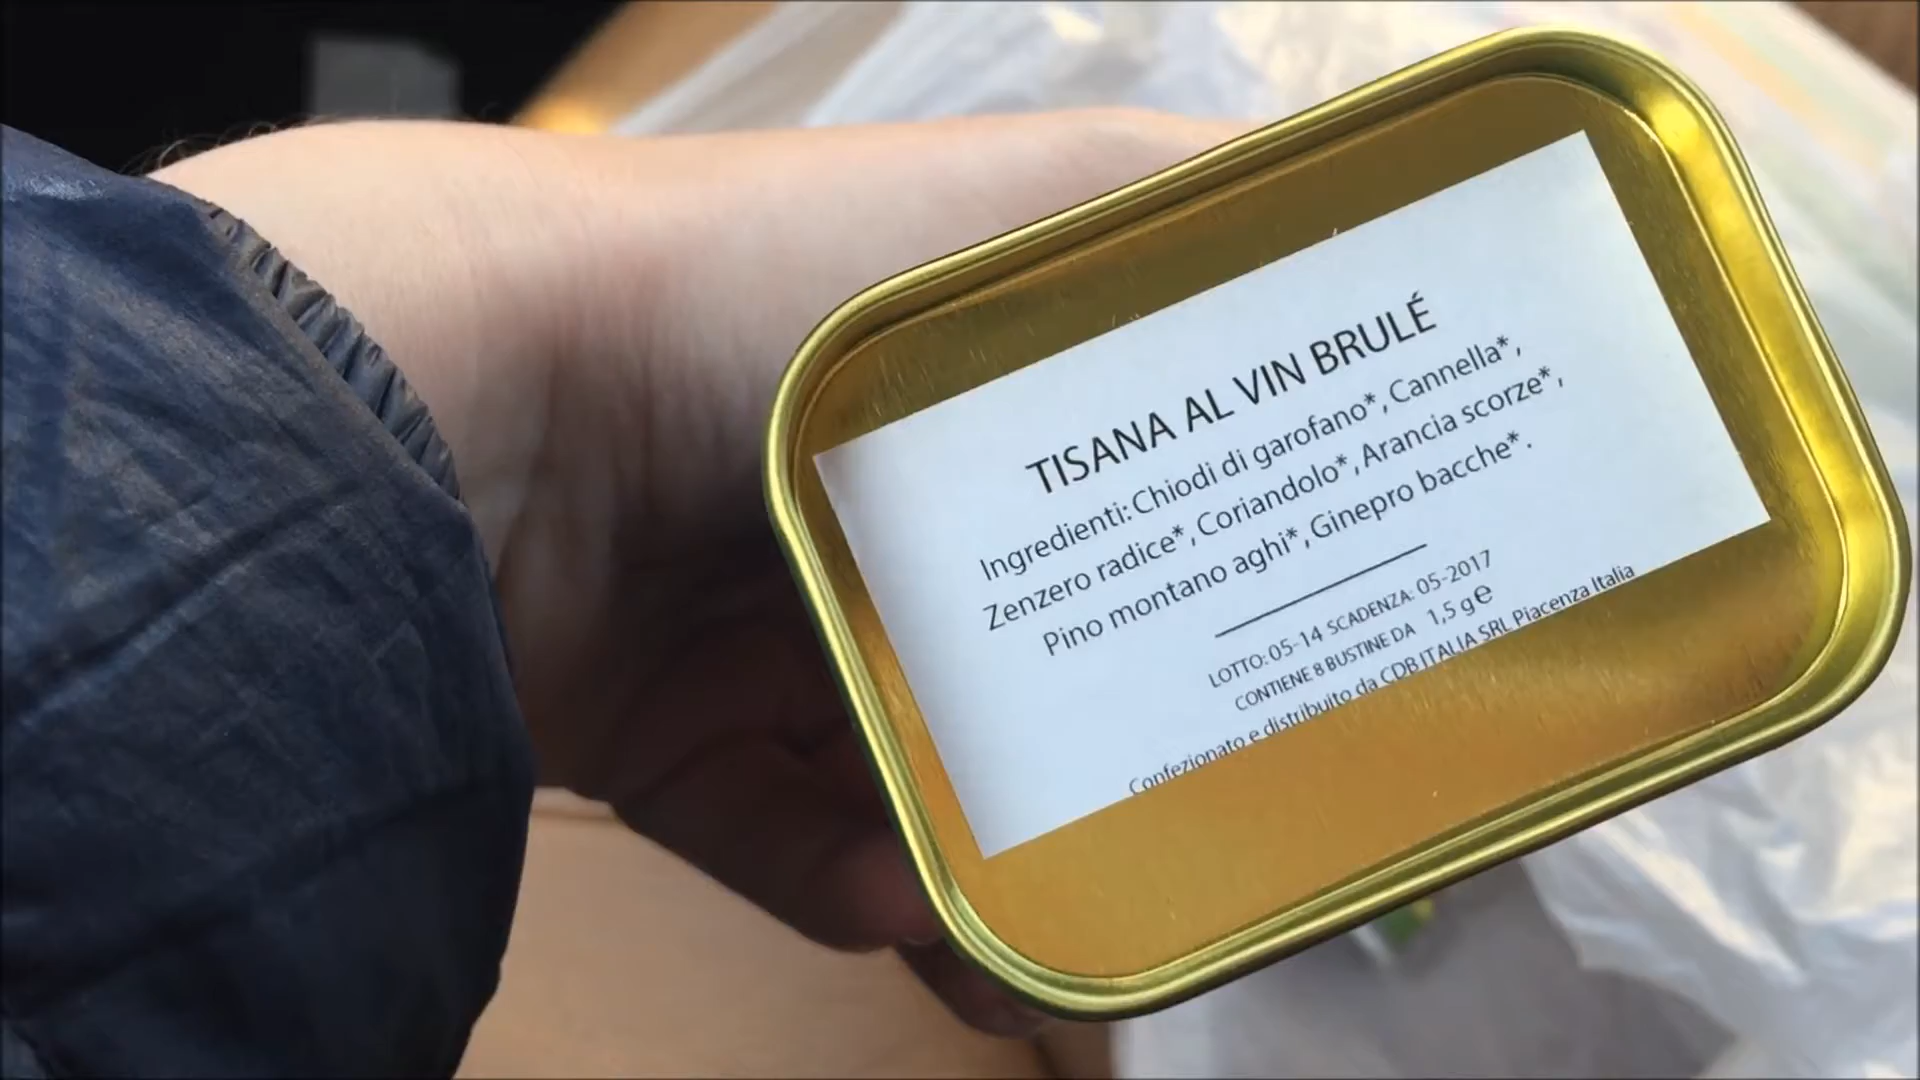 TISANA AL VIN BRULÉ
Ingredienti: Chiodi di garofano*, Cannella*,
Zenzero radice*, Coriandolo*, Arancia scorze*,
Pino montano aghi*, Ginepro bacche*.
LOTTO: 05-14 SCADENZA: 05-2017
CONTIENE 8 BUSTINE DA 1,5 g e
Confezionato e distribuito da CDB ITALIA SRL Piacenza Italia